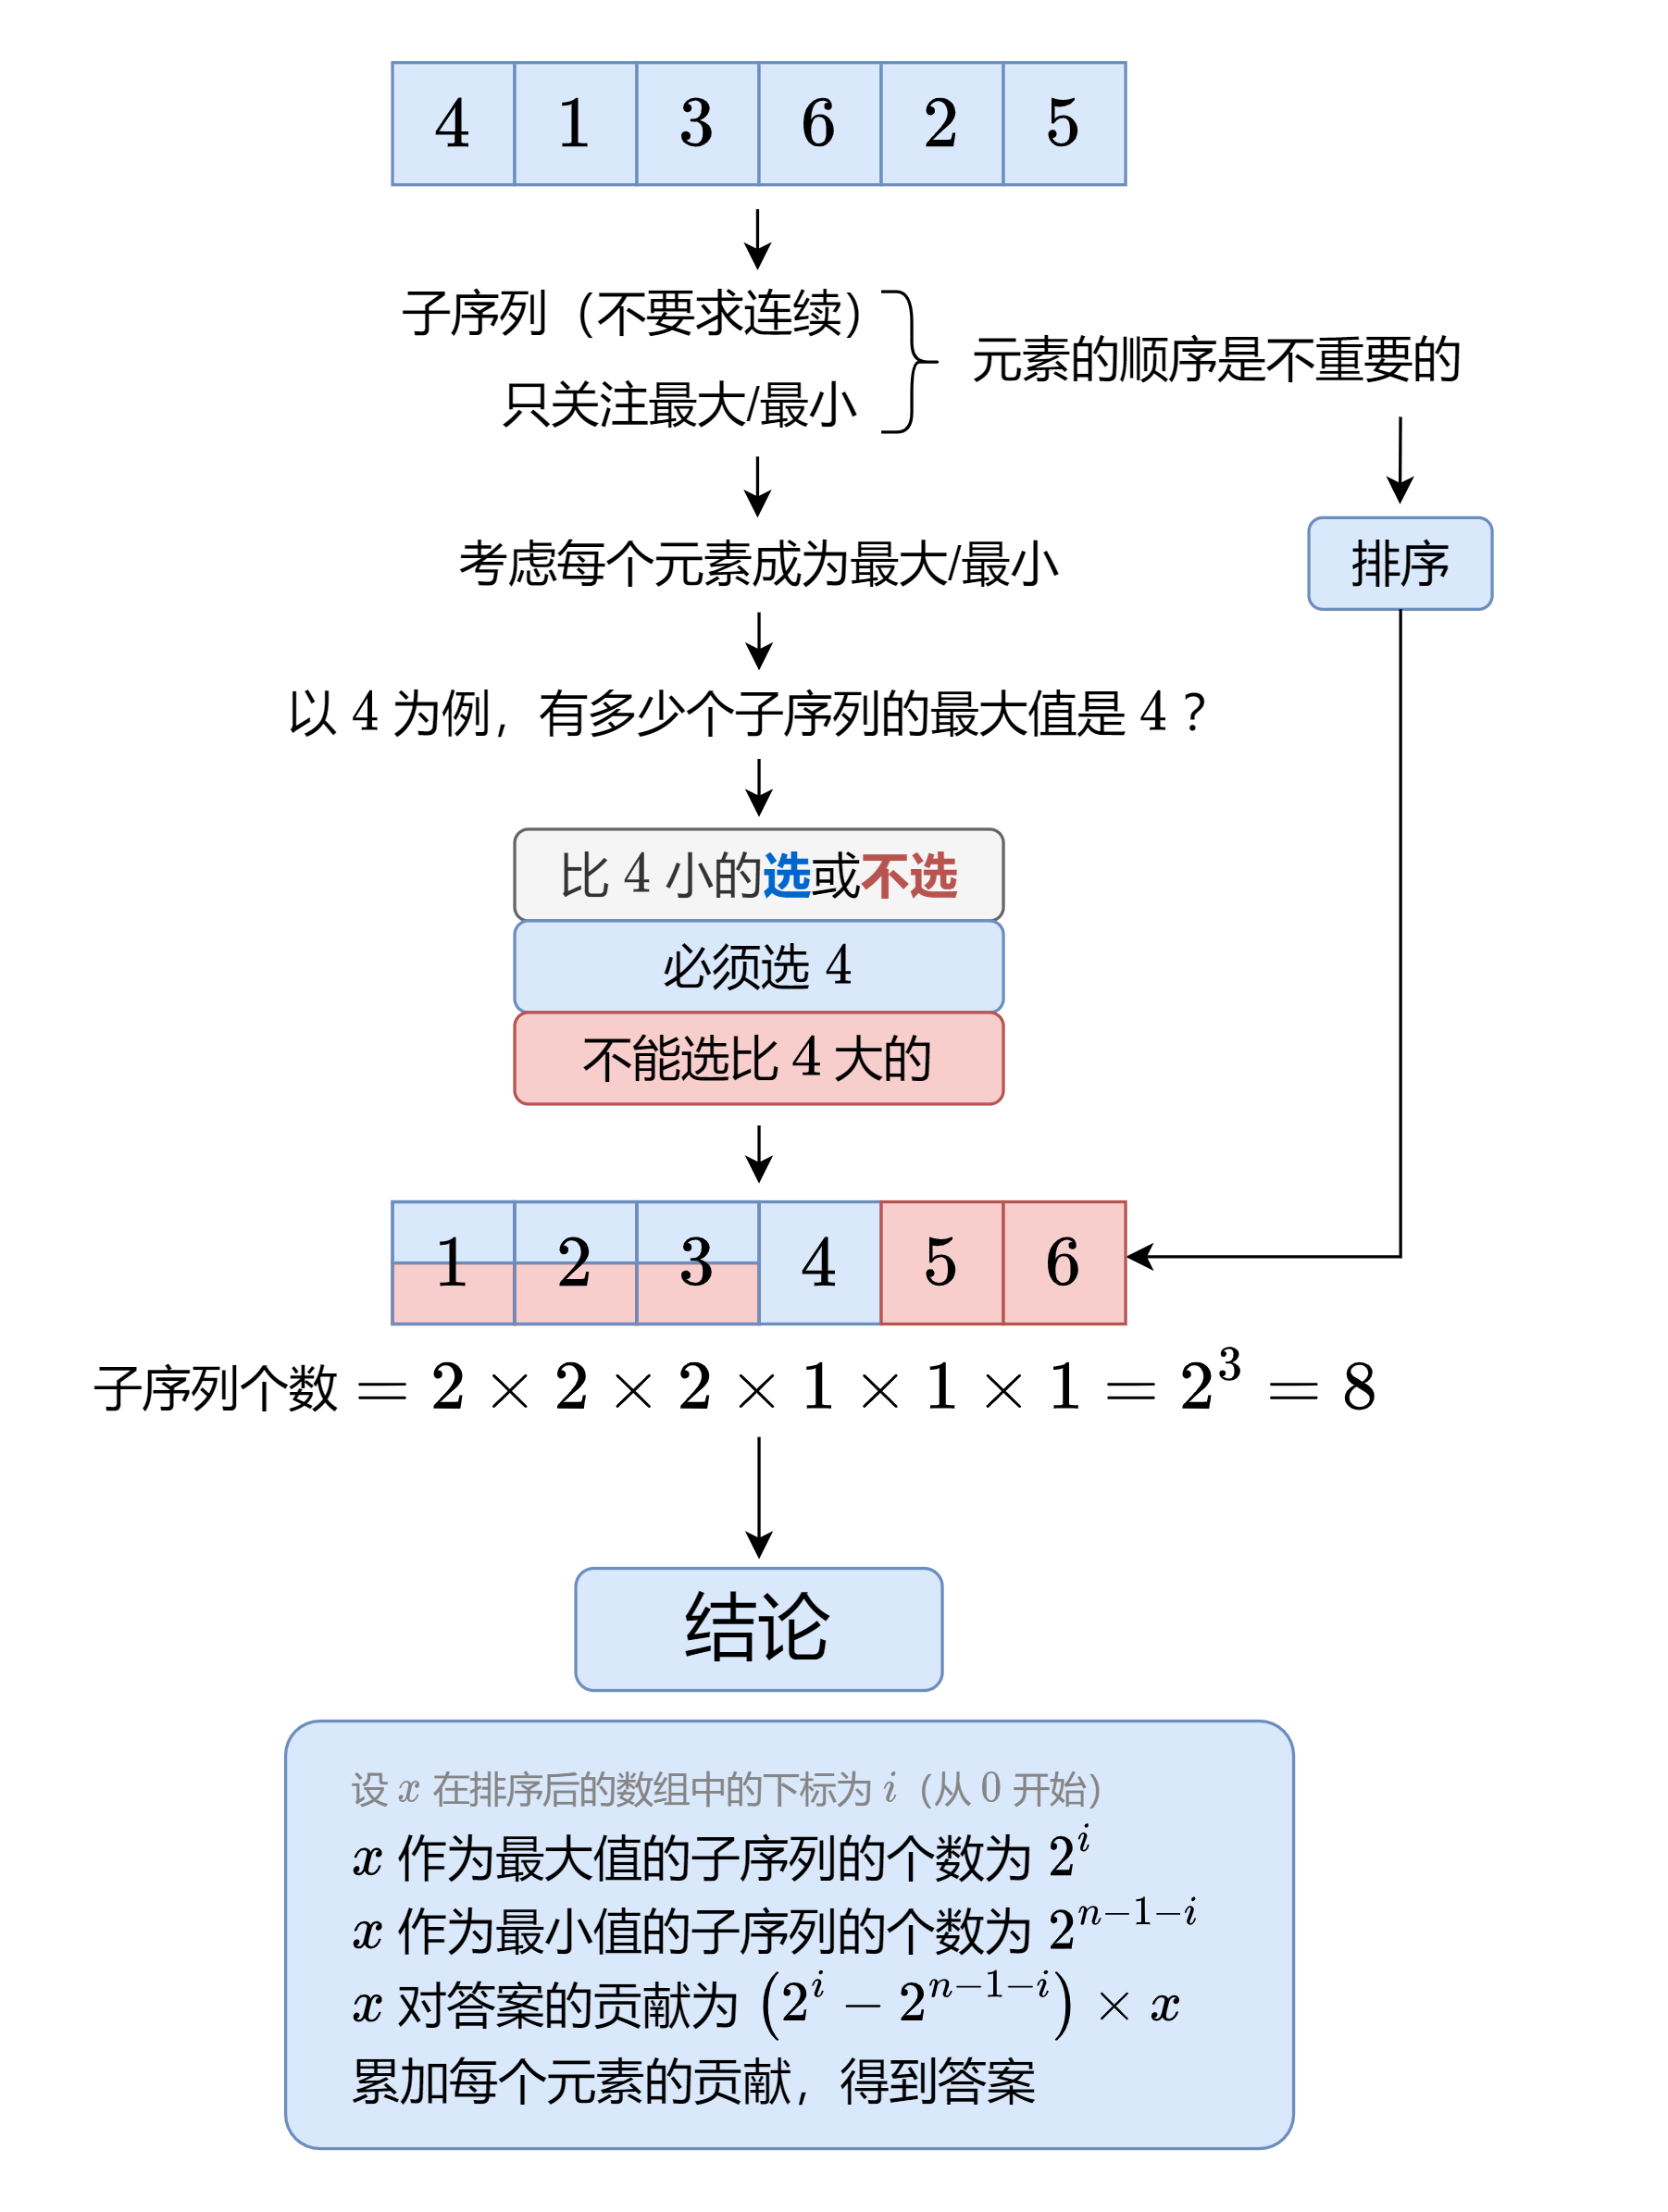 4 1 3 6 2 5
子序列（不要求连续）
只关注最大/最小
元素的顺序是不重要的
排序
考虑每个元素成为最大/最小
以 4 为例，有多少个子序列的最大值是 4 ？
比 4 小的选或不选
必须选 4
不能选比 4 大的
1 2 3 4 5 6
子序列个数 = 2 × 2 × 2 × 1 × 1 × 1 = 2^3 = 8
结论
设 x 在排序后的数组中的下标为 i（从 0 开始）
x 作为最大值的子序列的个数为 2^i
x 作为最小值的子序列的个数为 2^{n-1-i}
x 对答案的贡献为 (2^i − 2^{n-1-i}) × x
累加每个元素的贡献，得到答案